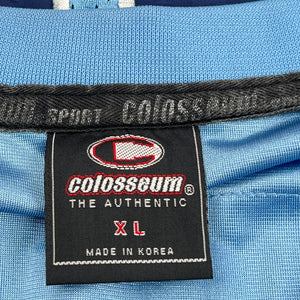 SPORT colosseum
C
colosseum®
THE AUTHENTIC
XL
MADE IN KOREA